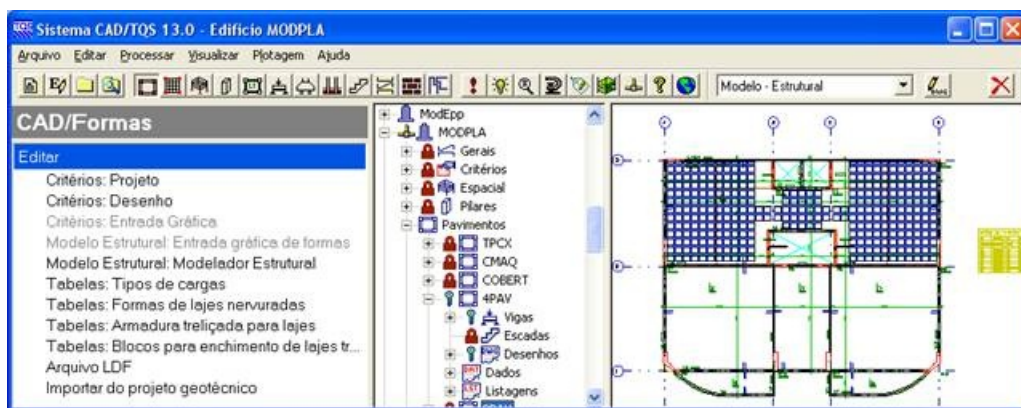 TQS Sistema CAD/TQS 13.0 - Edifício MODPLA
Arquivo Editar Processar Visualizar Plotagem Ajuda
Modelo - Estrutural
CAD/Formas
Editar
Critérios: Projeto
Critérios: Desenho
Critérios: Entrada Gráfica
Modelo Estrutural: Entrada gráfica de formas
Modelo Estrutural: Modelador Estrutural
Tabelas: Tipos de cargas
Tabelas: Formas de lajes nervuradas
Tabelas: Armadura treliçada para lajes
Tabelas: Blocos para enchimento de lajes tr...
Arquivo LDF
Importar do projeto geotécnico
ModEpp
MODPLA
Gerais
Critérios
Espacial
Pilares
Pavimentos
TPCX
CMAQ
COBERT
4PAV
Vigas
Escadas
Desenhos
Dados
Listagens